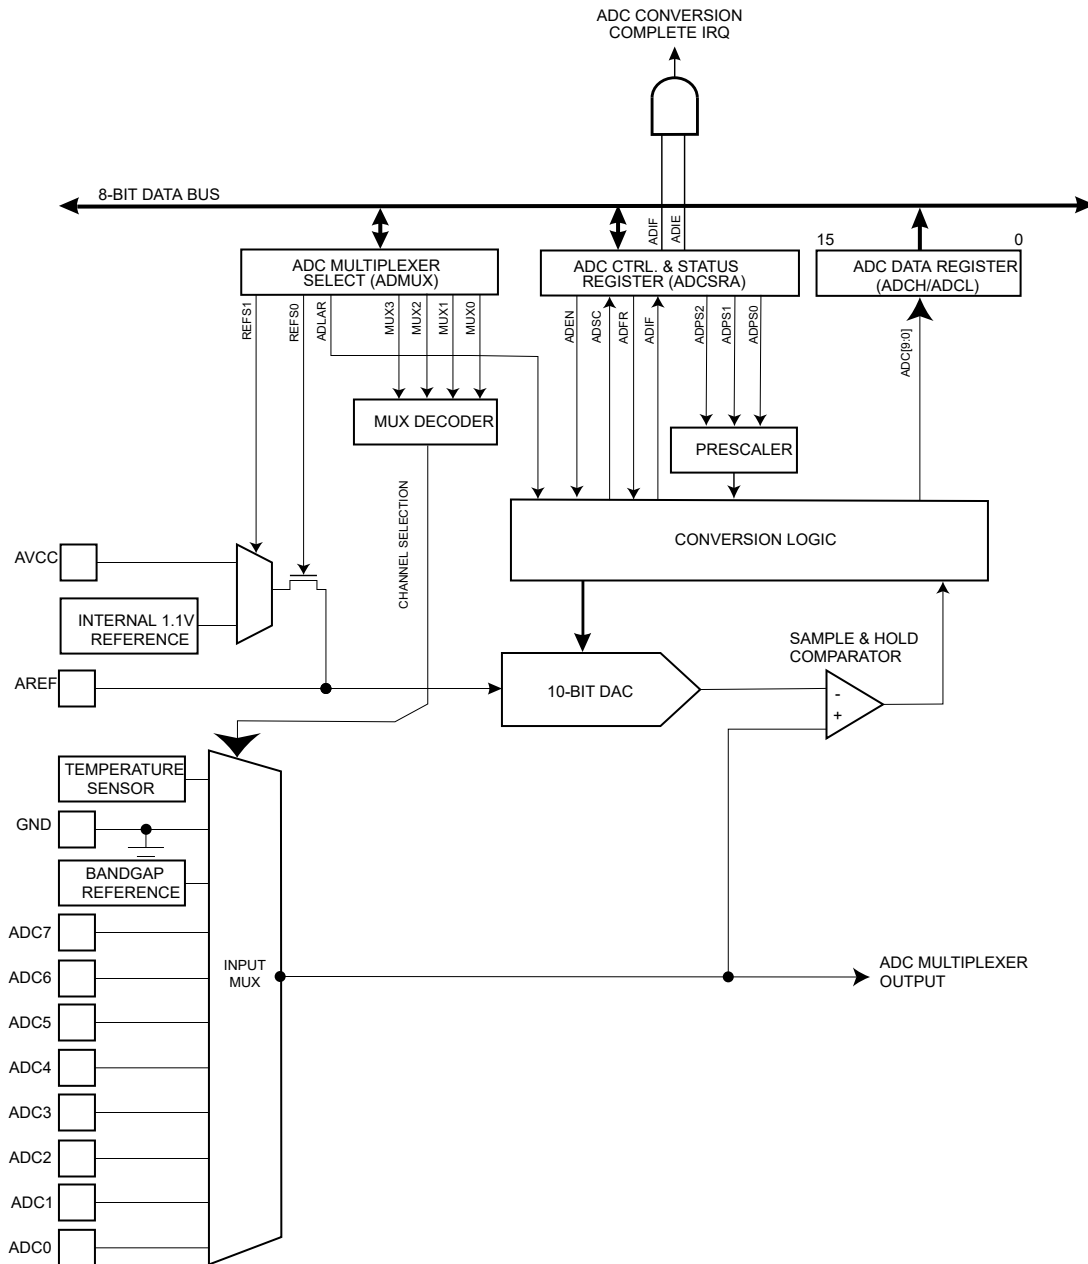 ADC CONVERSION
COMPLETE IRQ
8-BIT DATA BUS
ADIF
ADIE
15
0
ADC MULTIPLEXER
SELECT (ADMUX)
ADC CTRL. & STATUS
REGISTER (ADCSRA)
ADC DATA REGISTER
(ADCH/ADCL)
REFS1
REFS0
ADLAR
MUX3
MUX2
MUX1
MUX0
ADEN
ADSC
ADFR
ADIF
ADPS2
ADPS1
ADPS0
ADC[9:0]
MUX DECODER
PRESCALER
CHANNEL SELECTION
CONVERSION LOGIC
AVCC
INTERNAL 1.1V
REFERENCE
SAMPLE & HOLD
COMPARATOR
AREF
10-BIT DAC
-
+
TEMPERATURE
SENSOR
GND
BANDGAP
REFERENCE
ADC7
ADC6
INPUT
MUX
ADC MULTIPLEXER
OUTPUT
ADC5
ADC4
ADC3
ADC2
ADC1
ADC0